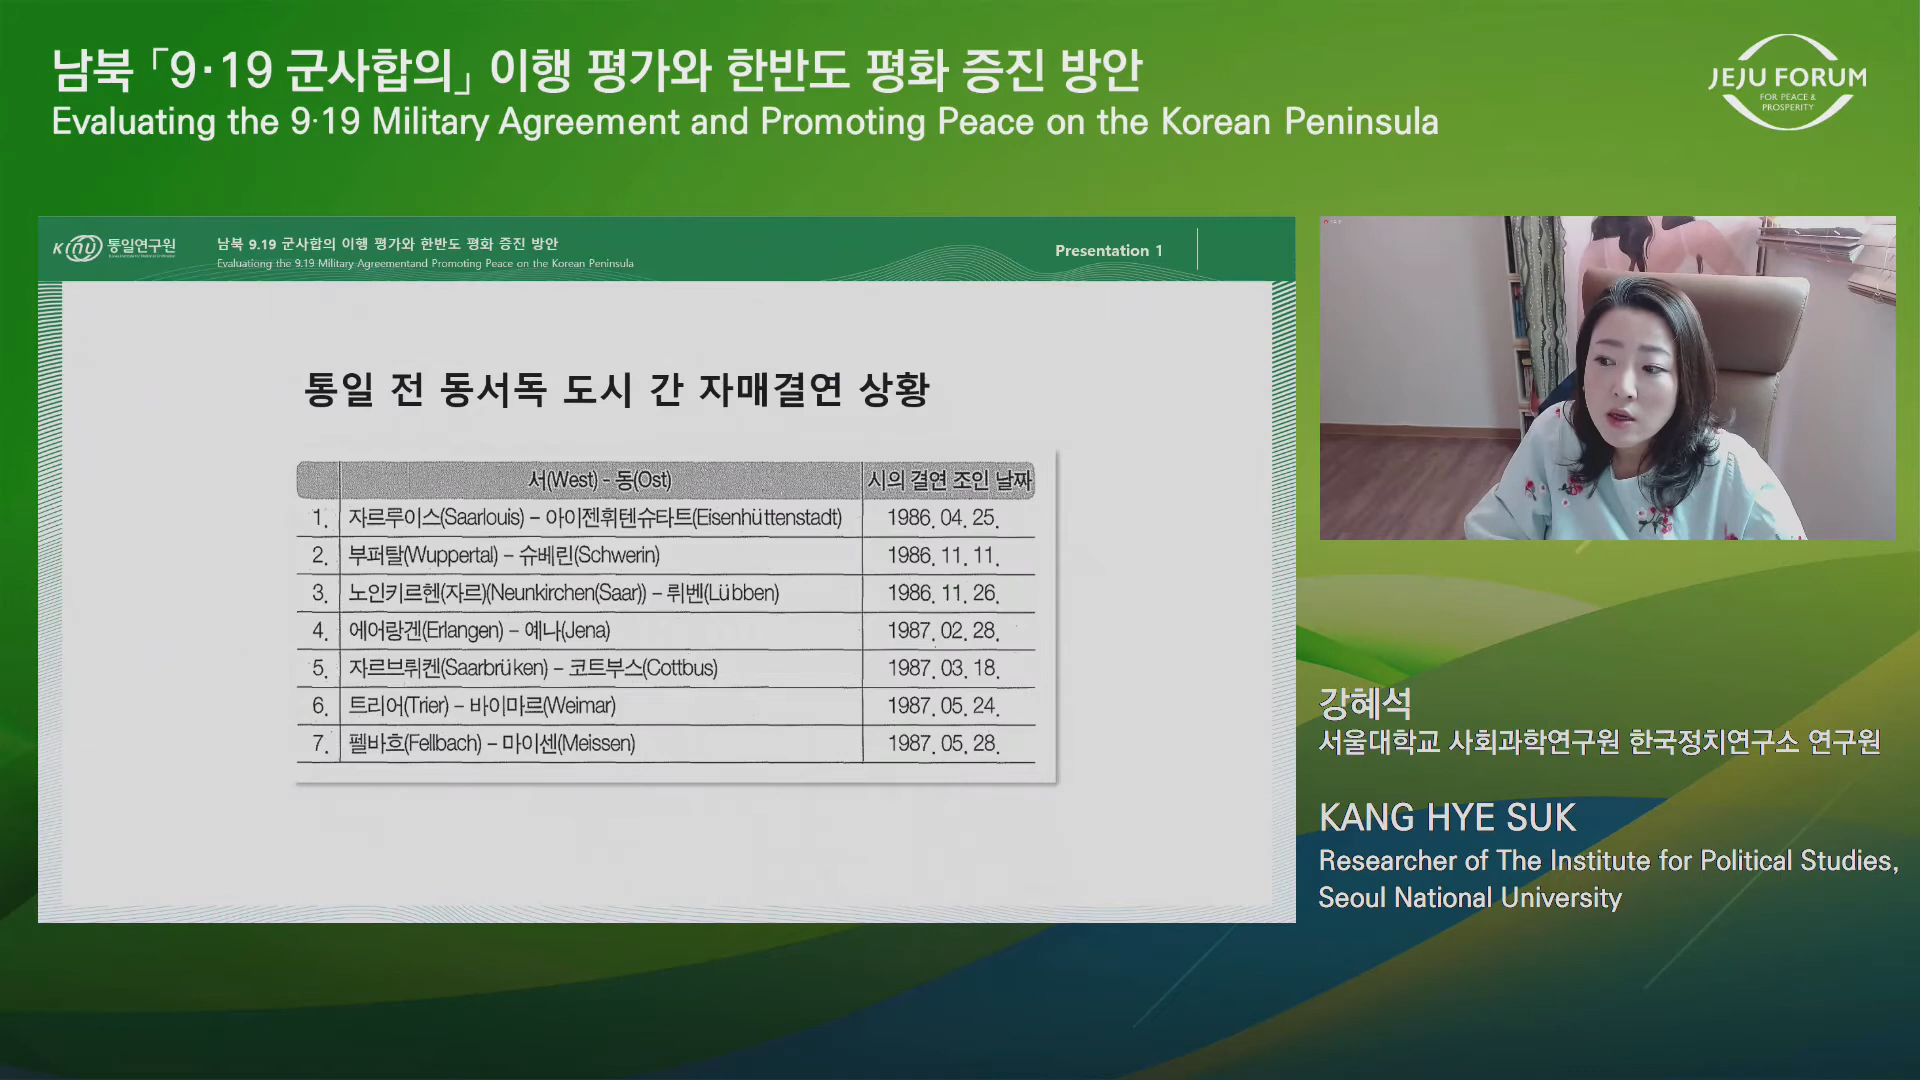 남북 「9·19 군사합의」 이행 평가와 한반도 평화 증진 방안
Evaluating the 9·19 Military Agreement and Promoting Peace on the Korean Peninsula
JEJU FORUM
FOR PEACE &
PROSPERITY
KINU 통일연구원
남북 9.19 군사합의 이행 평가와 한반도 평화 증진 방안
Evaluationg the 9.19 Military Agreementand Promoting Peace on the Korean Peninsula
Presentation 1
통일 전 동서독 도시 간 자매결연 상황
서(West) – 동(Ost) 시의 결연 조인 날짜
1. 자르루이스(Saarlouis) – 아이젠휘텐슈타트(Eisenhüttenstadt) 1986. 04. 25.
2. 부퍼탈(Wuppertal) – 슈베린(Schwerin) 1986. 11. 11.
3. 노인키르헨(자르)(Neunkirchen(Saar)) – 뤼벤(Lübben) 1986. 11. 26.
4. 에어랑겐(Erlangen) – 예나(Jena) 1987. 02. 28.
5. 자르브뤼켄(Saarbrüken) – 코트부스(Cottbus) 1987. 03. 18.
6. 트리어(Trier) – 바이마르(Weimar) 1987. 05. 24.
7. 펠바흐(Fellbach) – 마이센(Meissen) 1987. 05. 28.
강혜석
서울대학교 사회과학연구원 한국정치연구소 연구원
KANG HYE SUK
Researcher of The Institute for Political Studies,
Seoul National University